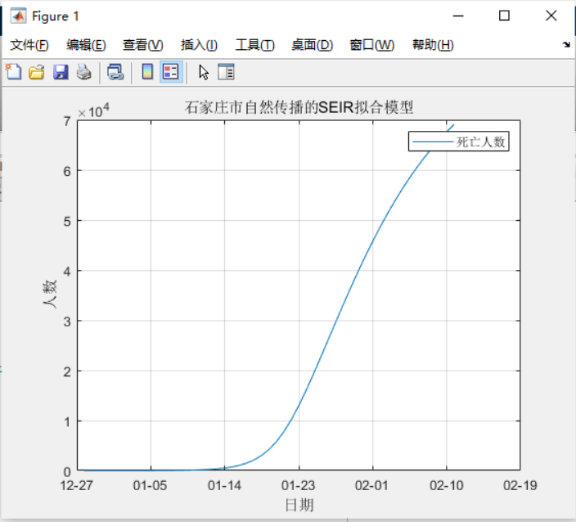 Figure 1
文件(F) 编辑(E) 查看(V) 插入(I) 工具(T) 桌面(D) 窗口(W) 帮助(H)
石家庄市自然传播的SEIR拟合模型
×10⁴
死亡人数
7
6
5
4
3
2
1
0
人数
12-27 01-05 01-14 01-23 02-01 02-10 02-19
日期